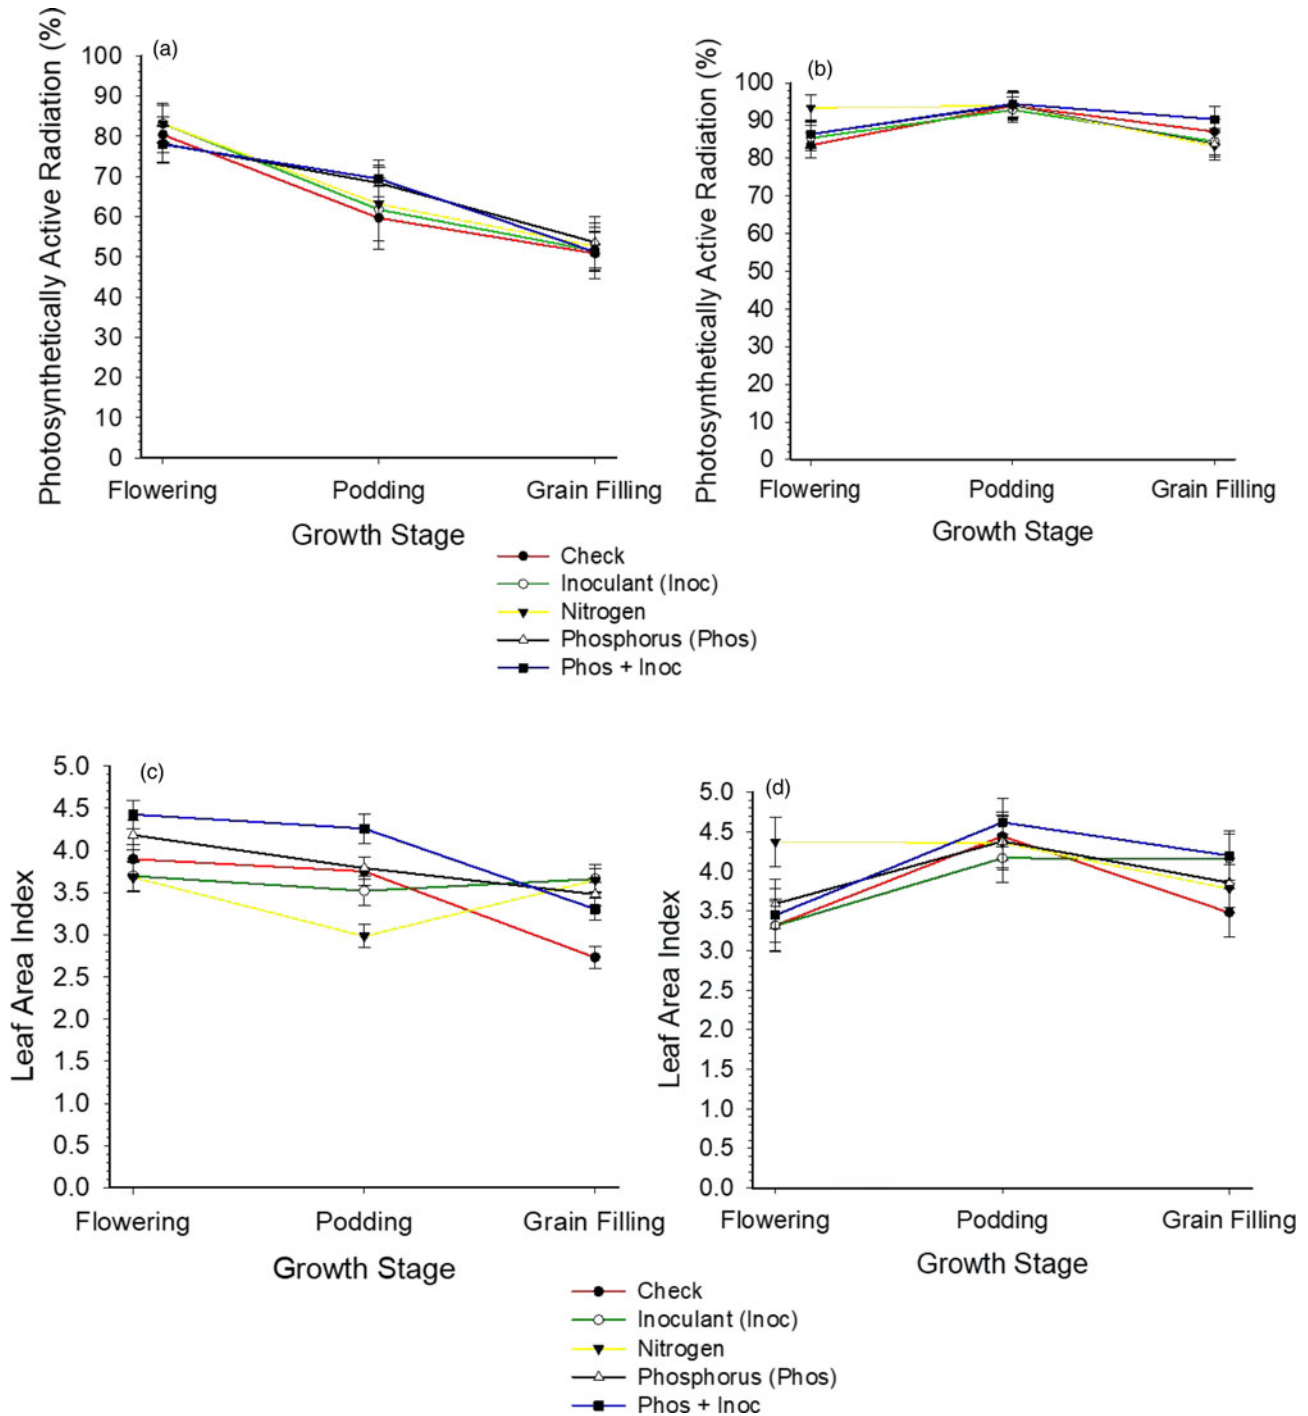 Photosynthetically Active Radiation (%)
(a)
100
90
80
70
60
50
40
30
20
10
0
Flowering
Podding
Grain Filling
Growth Stage
Photosynthetically Active Radiation (%)
(b)
100
90
80
70
60
50
40
30
20
10
0
Flowering
Podding
Grain Filling
Growth Stage
Check
Inoculant (Inoc)
Nitrogen
Phosphorus (Phos)
Phos + Inoc
Leaf Area Index
(c)
5.0
4.5
4.0
3.5
3.0
2.5
2.0
1.5
1.0
0.5
0.0
Flowering
Podding
Grain Filling
Growth Stage
Leaf Area Index
(d)
5.0
4.5
4.0
3.5
3.0
2.5
2.0
1.5
1.0
0.5
0.0
Flowering
Podding
Grain Filling
Growth Stage
Check
Inoculant (Inoc)
Nitrogen
Phosphorus (Phos)
Phos + Inoc